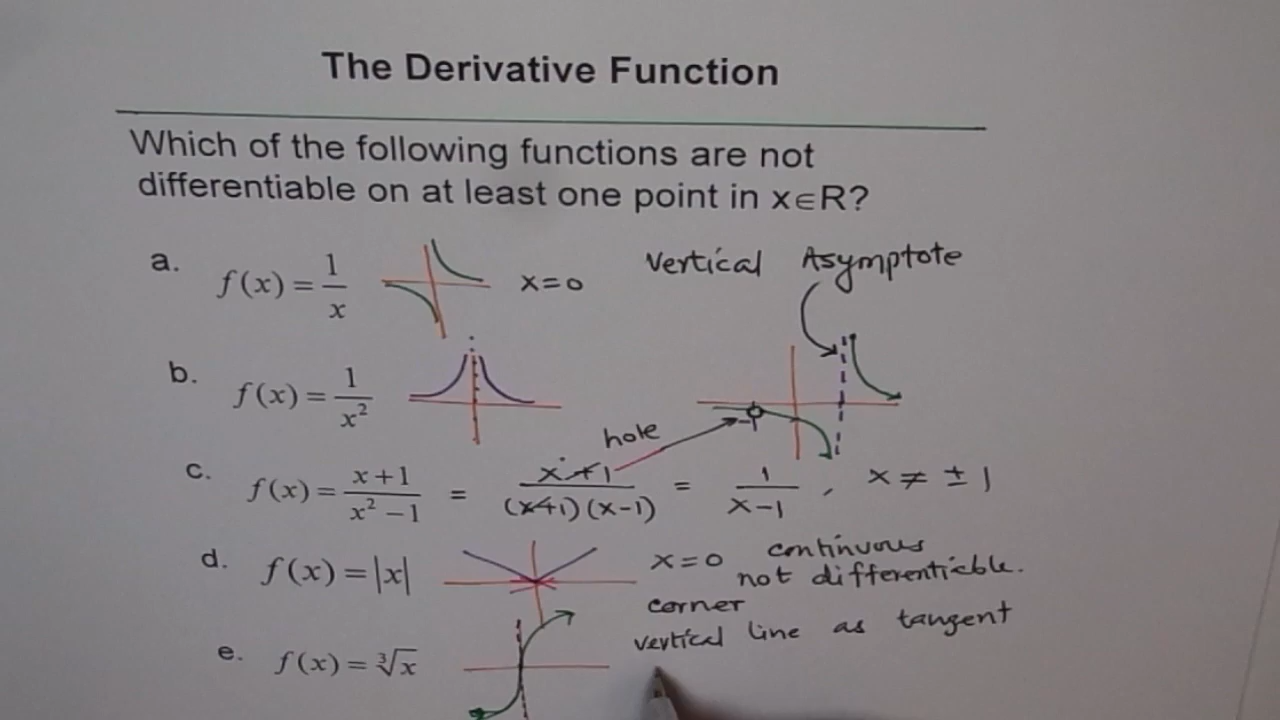 The Derivative Function
Which of the following functions are not
differentiable on at least one point in x∈R?
a. f(x) = 1/x x=0 Vertical Asymptote
b. f(x) = 1/x²
hole -1
c. f(x) = (x+1)/(x²−1) = (x+1)/((x+1)(x−1)) = 1/(x−1), x ≠ ±1
d. f(x) = |x| x=0 continuous
not differentiable.
corner
vertical line as tangent
e. f(x) = ∛x